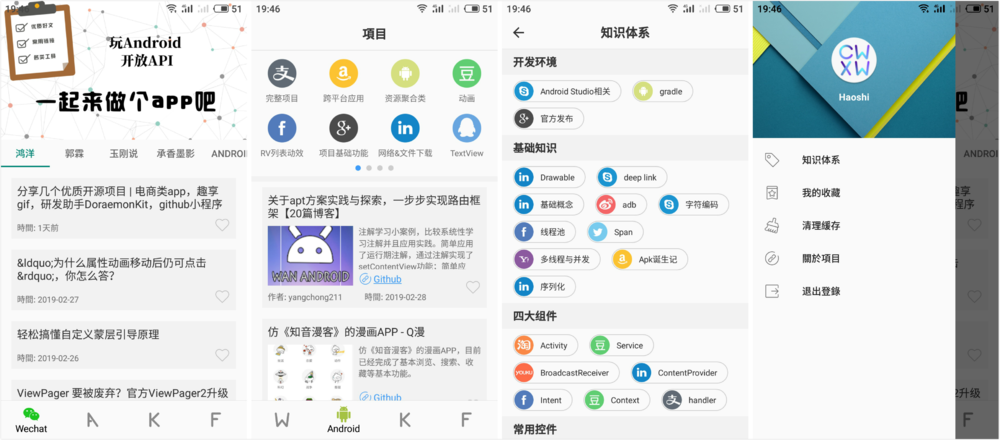 19:46
51
优质好文
常用链接
教育工具
玩Android
开放API
一起来做个app吧
鸿洋
郭霖
玉刚说
承香墨影
ANDROI
分享几个优质开源项目 | 电商类app，趣享
gif，研发助手DoraemonKit，github小程序
時間: 1天前
&ldquo;为什么属性动画移动后仍可点击
&rdquo;，你怎么答？
時間: 2019-02-27
轻松搞懂自定义蒙层引导原理
時間: 2019-02-26
ViewPager 要被废弃？官方ViewPager2升级
Wechat
A
K
F
19:46
51
項目
完整项目
跨平台应用
资源聚合类
动画
RV列表动效
项目基础功能
网络&文件下载
TextView
关于apt方案实践与探索，一步步实现路由框
架【20篇博客】
WAN ANDROID
注解学习小案例，比较系统性学
习注解并且应用实践。简单应用
了运行期注解，通过注解实现了
setContentView功能；简单应
Github
作者: yangchong211
時間: 2019-02-28
仿《知音漫客》的漫画APP - Q漫
仿《知音漫客》的漫画APP，目前
已经完成了基本浏览、搜索、收
藏等基本功能。
Github
W
Android
K
F
19:46
51
知识体系
开发环境
Android Studio相关
gradle
官方发布
基础知识
Drawable
deep link
基础概念
adb
字符编码
线程池
Span
多线程与并发
Apk诞生记
序列化
四大组件
Activity
Service
BroadcastReceiver
ContentProvider
Intent
Context
handler
常用控件
19:46
51
CW
XW
Haoshi
知识体系
我的收藏
清理缓存
關於項目
退出登錄